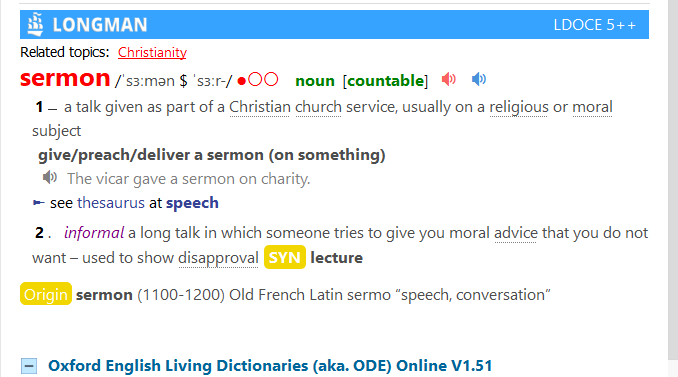 LONGMAN LDOCE 5++
Related topics: Christianity
sermon /ˈsɜːmən $ ˈsɜːr-/ ●○○ noun [countable]
1 – a talk given as part of a Christian church service, usually on a religious or moral
subject
give/preach/deliver a sermon (on something)
The vicar gave a sermon on charity.
► see thesaurus at speech
2 . informal a long talk in which someone tries to give you moral advice that you do not
want – used to show disapproval SYN lecture
Origin sermon (1100-1200) Old French Latin sermo “speech, conversation”
Oxford English Living Dictionaries (aka. ODE) Online V1.51